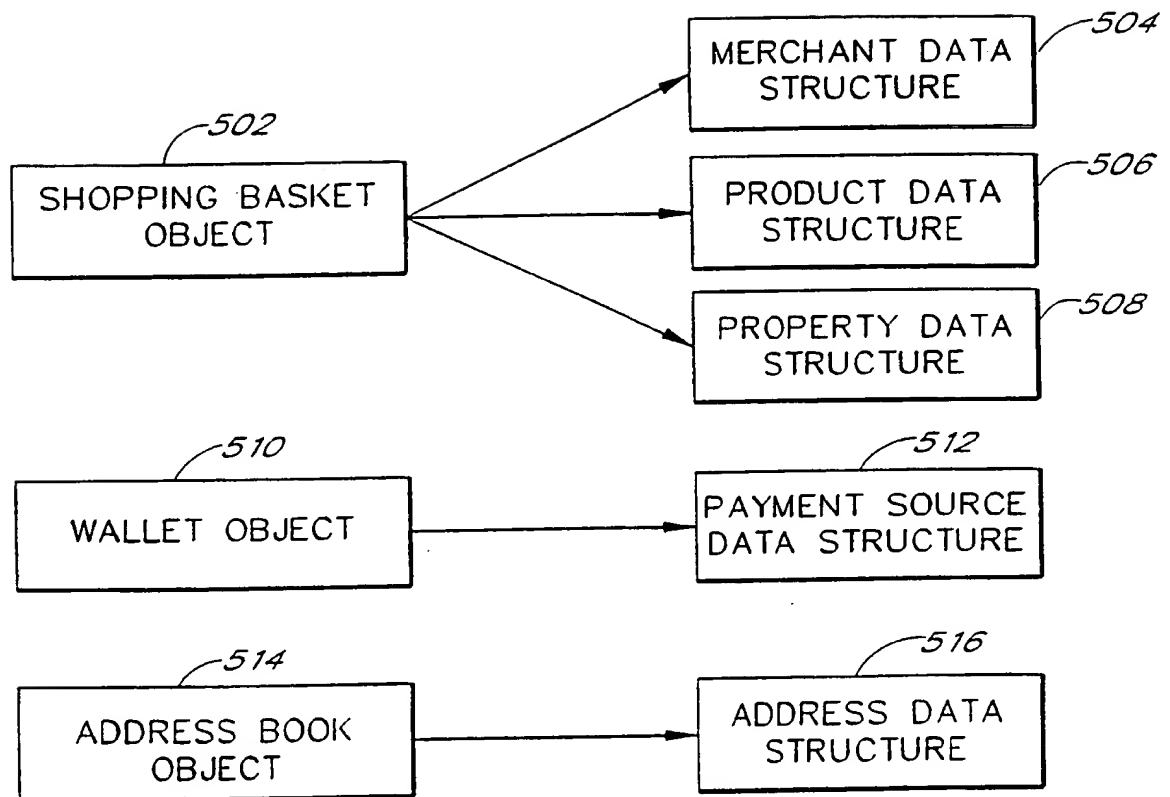 504
MERCHANT DATA
STRUCTURE
502
SHOPPING BASKET
OBJECT
506
PRODUCT DATA
STRUCTURE
508
PROPERTY DATA
STRUCTURE
510
WALLET OBJECT
512
PAYMENT SOURCE
DATA STRUCTURE
514
ADDRESS BOOK
OBJECT
516
ADDRESS DATA
STRUCTURE